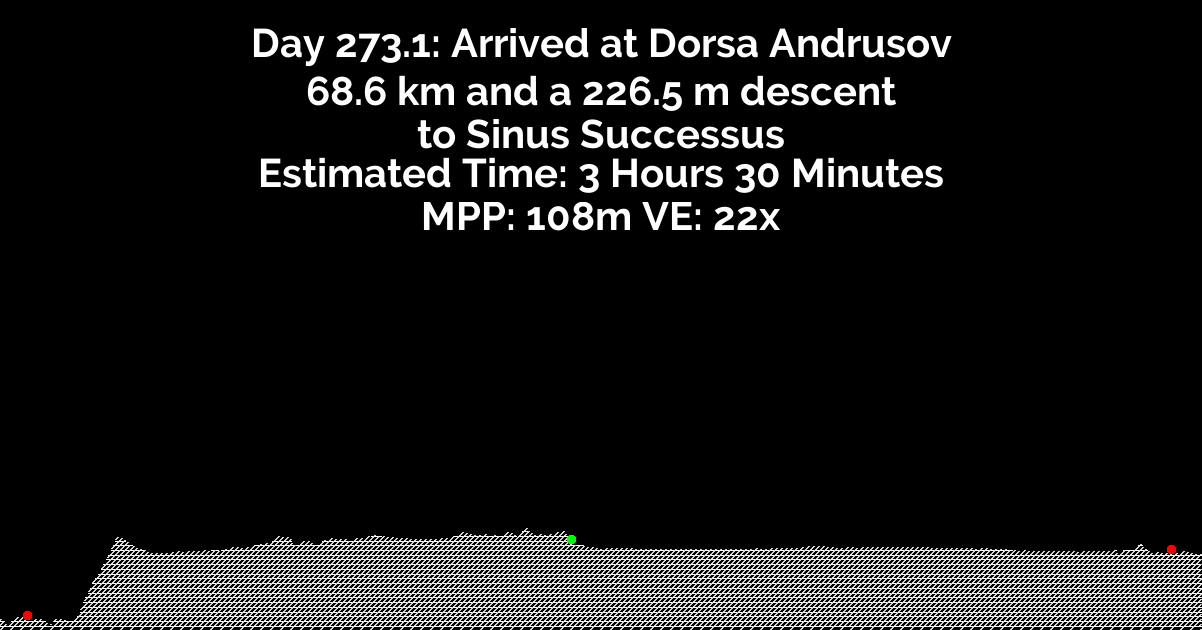 Day 273.1: Arrived at Dorsa Andrusov
68.6 km and a 226.5 m descent
to Sinus Successus
Estimated Time: 3 Hours 30 Minutes
MPP: 108m VE: 22x